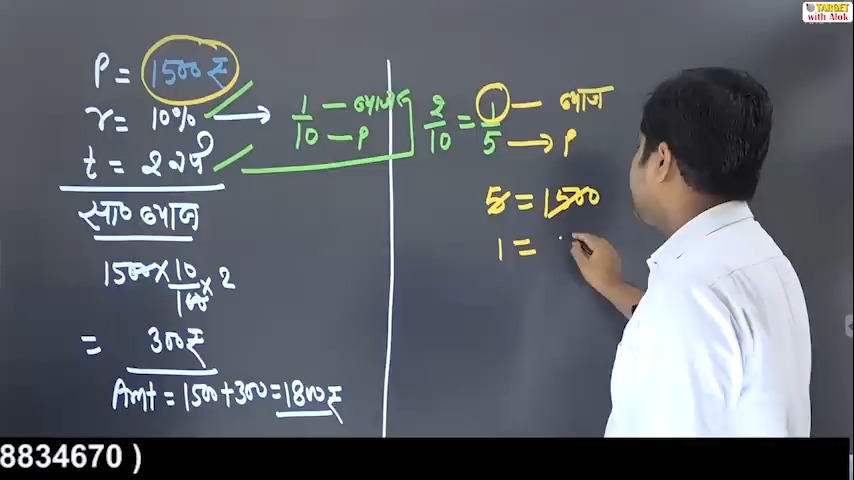 TARGET
with Alok
P = 1500 ₹
r = 10%
t = 2 वर्ष
सा० ब्याज
1500 × 10/100 × 2
= 300 ₹
Amt = 1500 + 300 = 1800 ₹
1/10 — ब्याज
— P
2/10 = 1/5 — ब्याज
→ P
5 = 1500
1 =
8834670 )